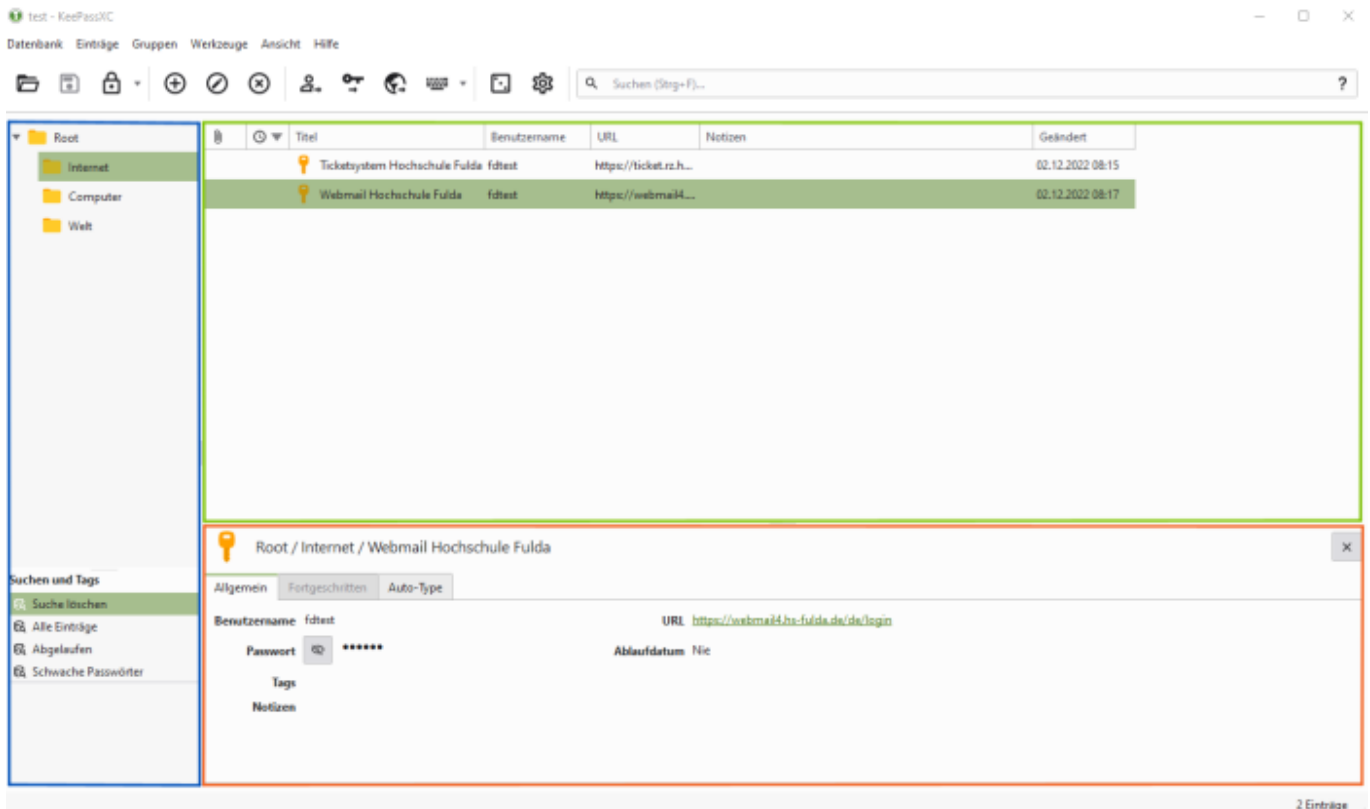 test - KeePassXC
Datenbank Einträge Gruppen Werkzeuge Ansicht Hilfe
Suchen (Strg+F)...
?
Root
Internet
Computer
Welt
Titel Benutzername URL Notizen Geändert
Ticketsystem Hochschule Fulda fdtest https://ticket.rz.h... 02.12.2022 08:15
Webmail Hochschule Fulda fdtest https://webmail4.... 02.12.2022 08:17
Suchen und Tags
Suche löschen
Alle Einträge
Abgelaufen
Schwache Passwörter
Root / Internet / Webmail Hochschule Fulda
Allgemein Fortgeschritten Auto-Type
Benutzername fdtest URL https://webmail4.hs-fulda.de/de/login
Passwort •••••• Ablaufdatum Nie
Tags
Notizen
2 Einträge